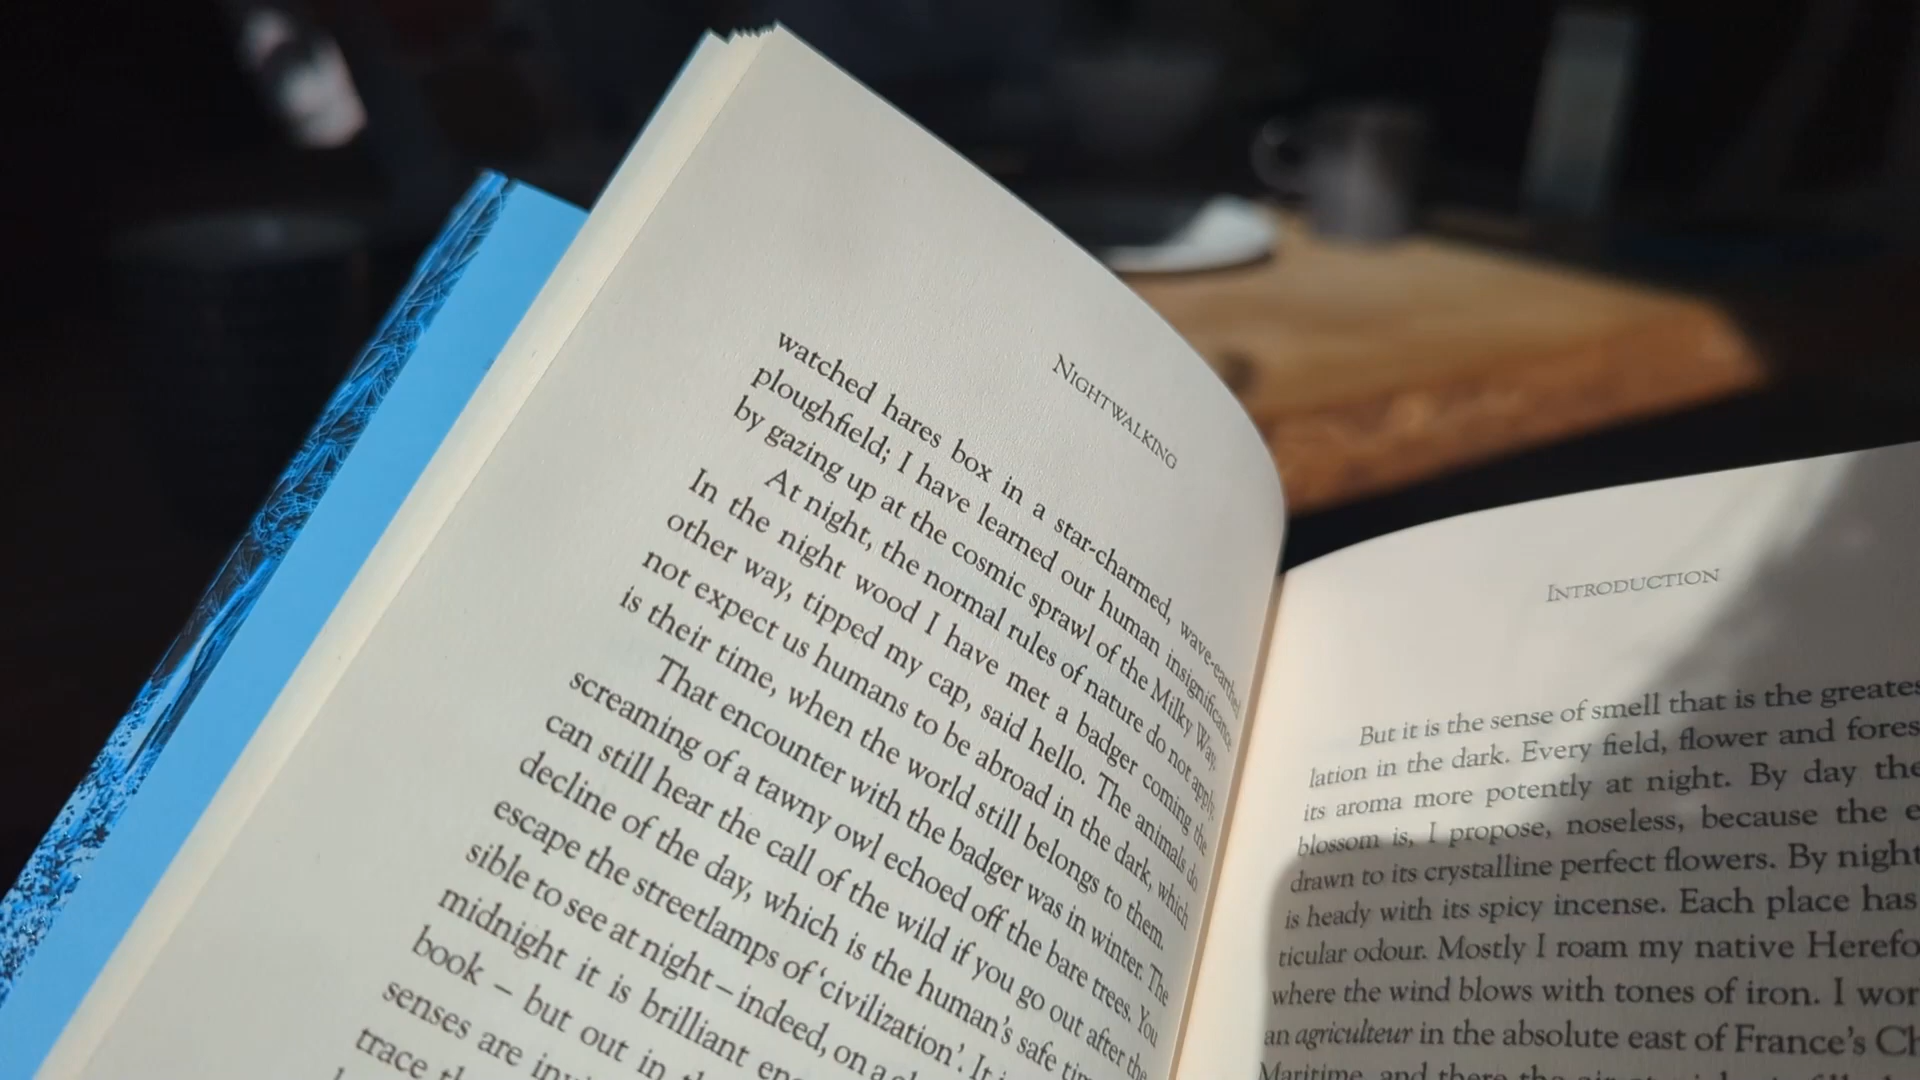 NIGHTWALKING
watched hares box in a star-charmed, wave-earthed
ploughfield; I have learned our human insignificance
by gazing up at the cosmic sprawl of the Milky Way.
At night, the normal rules of nature do not apply.
In the night wood I have met a badger coming the
other way, tipped my cap, said hello. The animals do
not expect us humans to be abroad in the dark, which
is their time, when the world still belongs to them.
That encounter with the badger was in winter. The
screaming of a tawny owl echoed off the bare trees. You
can still hear the call of the wild if you go out after the
decline of the day, which is the human's safe
escape the streetlamps of 'civilization'. It
sible to see at night – indeed, on a
midnight it is brilliant
book – but out in
senses are
trace
INTRODUCTION
But it is the sense of smell that is the greates
lation in the dark. Every field, flower and fores
its aroma more potently at night. By day the
blossom is, I propose, noseless, because the e
drawn to its crystalline perfect flowers. By night
is heady with its spicy incense. Each place has
ticular odour. Mostly I roam my native Herefo
where the wind blows with tones of iron. I wor
an agriculteur in the absolute east of France's Ch
Maritime, and there the